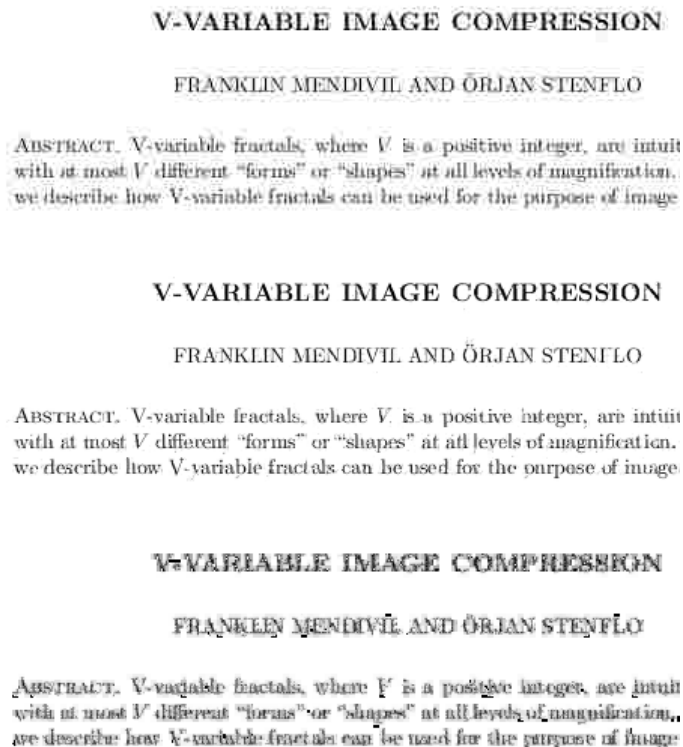 V-VARIABLE IMAGE COMPRESSION
FRANKLIN MENDIVIL AND ÖRJAN STENFLO
ABSTRACT. V-variable fractals, where V is a positive integer, are intuit
with at most V different “forms” or “shapes” at all levels of magnification.
we describe how V-variable fractals can be used for the purpose of image
V-VARIABLE IMAGE COMPRESSION
FRANKLIN MENDIVIL AND ÖRJAN STENFLO
ABSTRACT. V-variable fractals, where V is a positive integer, are intuit
with at most V different “forms” or “shapes” at all levels of magnification.
we describe how V-variable fractals can be used for the purpose of image
V-VARIABLE IMAGE COMPRESSION
FRANKLIN MENDIVIL AND ÖRJAN STENFLO
ABSTRACT. V-variable fractals, where V is a positive integer, are intuit
with at most V different “forms” or “shapes” at all levels of magnification.
we describe how V-variable fractals can be used for the purpose of image